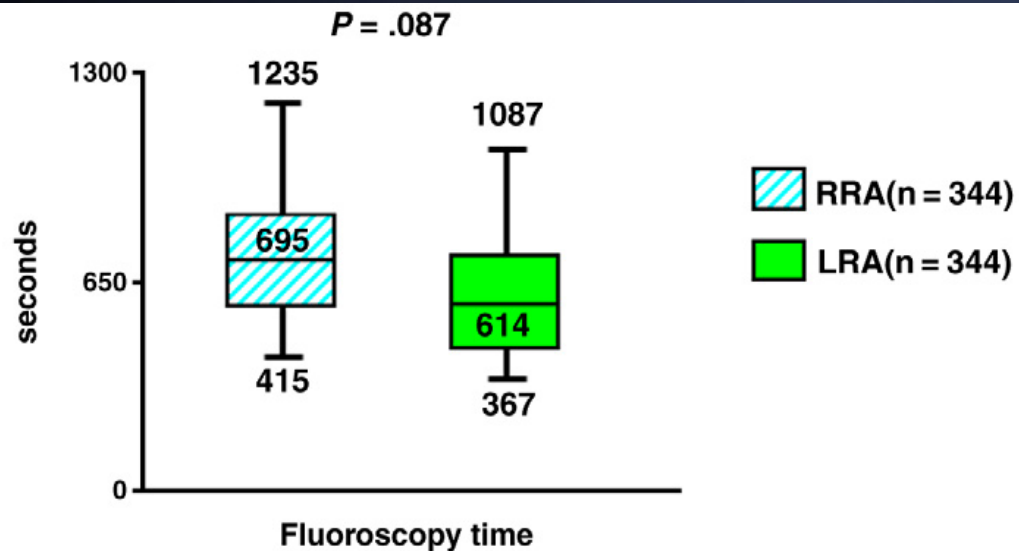 P = .087
1300
1235
1087
695
650
614
415
367
0
seconds
Fluoroscopy time
RRA(n = 344)
LRA(n = 344)